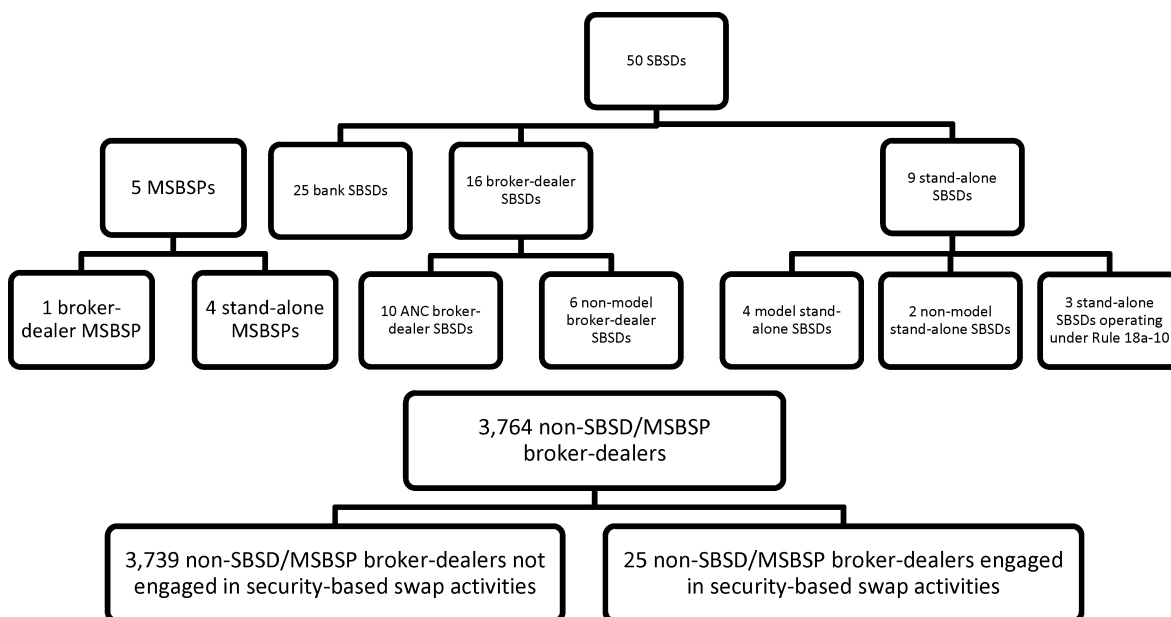 50 SBSDs
5 MSBSPs
25 bank SBSDs
16 broker-dealer
SBSDs
9 stand-alone
SBSDs
1 broker-
dealer MSBSP
4 stand-alone
MSBSPs
10 ANC broker-
dealer SBSDs
6 non-model
broker-dealer
SBSDs
4 model stand-
alone SBSDs
2 non-model
stand-alone SBSDs
3 stand-alone
SBSDs operating
under Rule 18a-10
3,764 non-SBSD/MSBSP
broker-dealers
3,739 non-SBSD/MSBSP broker-dealers not
engaged in security-based swap activities
25 non-SBSD/MSBSP broker-dealers engaged
in security-based swap activities